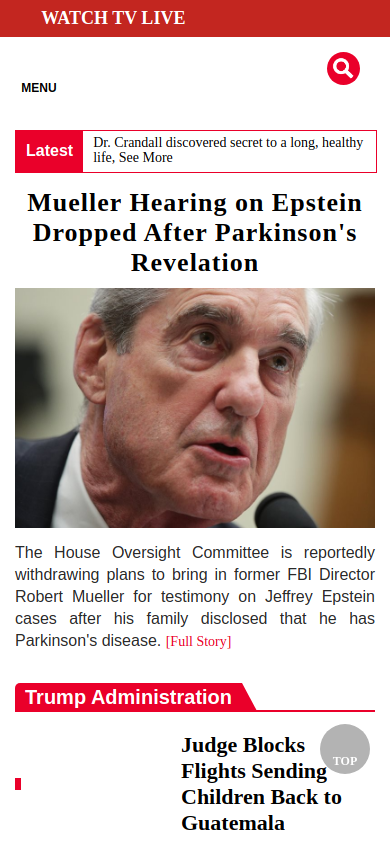 WATCH TV LIVE
MENU
Latest
Dr. Crandall discovered secret to a long, healthy
life, See More
Mueller Hearing on Epstein
Dropped After Parkinson's
Revelation
The House Oversight Committee is reportedly
withdrawing plans to bring in former FBI Director
Robert Mueller for testimony on Jeffrey Epstein
cases after his family disclosed that he has
Parkinson's disease. [Full Story]
Trump Administration
Judge Blocks
Flights Sending
Children Back to
Guatemala
TOP